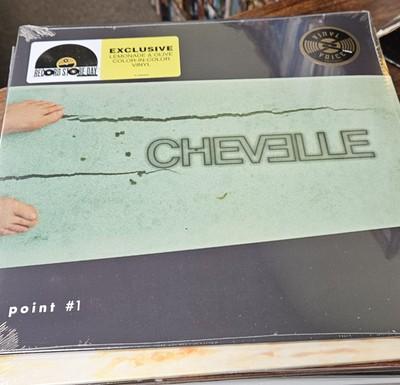 RECORD STORE DAY
EXCLUSIVE
LEMONADE & OLIVE
COLOR-IN-COLOR
VINYL
VINYL
CHEVELLE
point #1